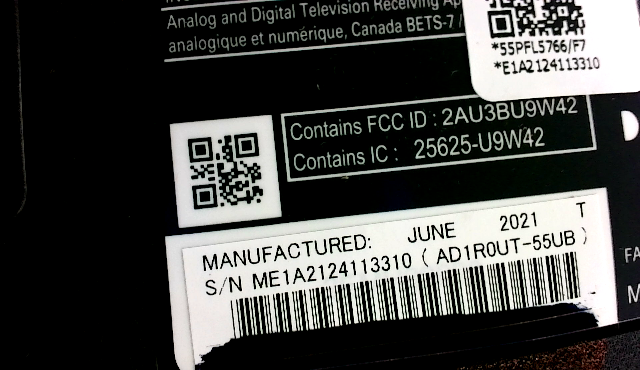 Analog and Digital Television Receiving Ap
analogique et numérique, Canada BETS-7 /
*55PFL5766/F7
*E1A2124113310
Contains FCC ID : 2AU3BU9W42
Contains IC : 25625-U9W42
MANUFACTURED: JUNE 2021 T
S/N ME1A2124113310 ( AD1R0UT-55UB )
FA
M